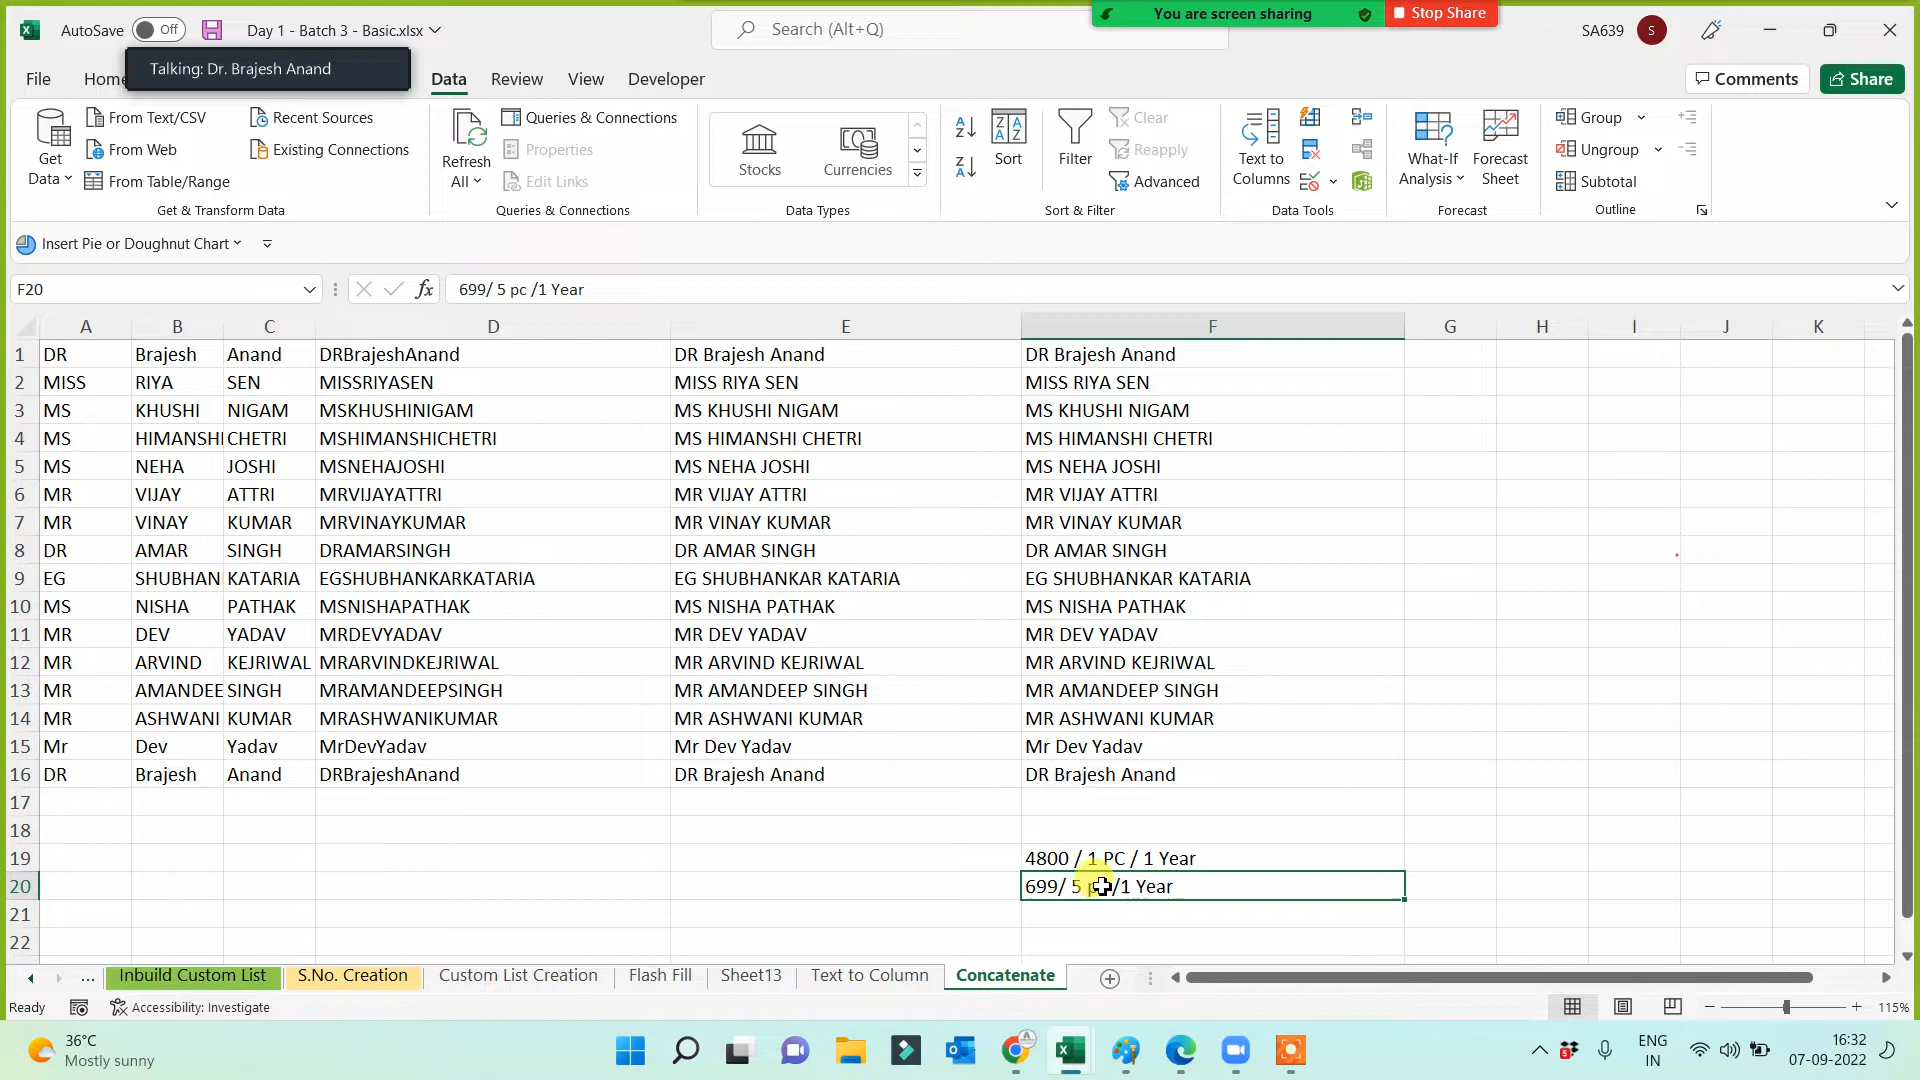 You are screen sharing
Stop Share
AutoSave Off Day 1 - Batch 3 - Basic.xlsx Search (Alt+Q) SA639 S
Talking: Dr. Brajesh Anand
File Data Review View Developer Comments Share
Get Data
From Text/CSV
From Web
From Table/Range
Recent Sources
Existing Connections
Get & Transform Data
Refresh All
Queries & Connections
Properties
Edit Links
Queries & Connections
Stocks Currencies
Data Types
Sort
Filter
Clear
Reapply
Advanced
Sort & Filter
Text to Columns
Data Tools
What-If Analysis
Forecast Sheet
Forecast
Group
Ungroup
Subtotal
Outline
Insert Pie or Doughnut Chart
F20 fx 699/ 5 pc /1 Year
A B C D E F G H I J K
1 DR Brajesh Anand DRBrajeshAnand DR Brajesh Anand DR Brajesh Anand
2 MISS RIYA SEN MISSRIYASEN MISS RIYA SEN MISS RIYA SEN
3 MS KHUSHI NIGAM MSKHUSHINIGAM MS KHUSHI NIGAM MS KHUSHI NIGAM
4 MS HIMANSHI CHETRI MSHIMANSHICHETRI MS HIMANSHI CHETRI MS HIMANSHI CHETRI
5 MS NEHA JOSHI MSNEHAJOSHI MS NEHA JOSHI MS NEHA JOSHI
6 MR VIJAY ATTRI MRVIJAYATTRI MR VIJAY ATTRI MR VIJAY ATTRI
7 MR VINAY KUMAR MRVINAYKUMAR MR VINAY KUMAR MR VINAY KUMAR
8 DR AMAR SINGH DRAMARSINGH DR AMAR SINGH DR AMAR SINGH
9 EG SHUBHAN KATARIA EGSHUBHANKARKATARIA EG SHUBHANKAR KATARIA EG SHUBHANKAR KATARIA
10 MS NISHA PATHAK MSNISHAPATHAK MS NISHA PATHAK MS NISHA PATHAK
11 MR DEV YADAV MRDEVYADAV MR DEV YADAV MR DEV YADAV
12 MR ARVIND KEJRIWAL MRARVINDKEJRIWAL MR ARVIND KEJRIWAL MR ARVIND KEJRIWAL
13 MR AMANDEE SINGH MRAMANDEEPSINGH MR AMANDEEP SINGH MR AMANDEEP SINGH
14 MR ASHWANI KUMAR MRASHWANIKUMAR MR ASHWANI KUMAR MR ASHWANI KUMAR
15 Mr Dev Yadav MrDevYadav Mr Dev Yadav Mr Dev Yadav
16 DR Brajesh Anand DRBrajeshAnand DR Brajesh Anand DR Brajesh Anand
17
18
19 4800 / 1 PC / 1 Year
20 699/ 5 /1 Year
21
22
... Inbuild Custom List S.No. Creation Custom List Creation Flash Fill Sheet13 Text to Column Concatenate
Ready Accessibility: Investigate 115%
36°C
Mostly sunny
ENG
IN
16:32
07-09-2022